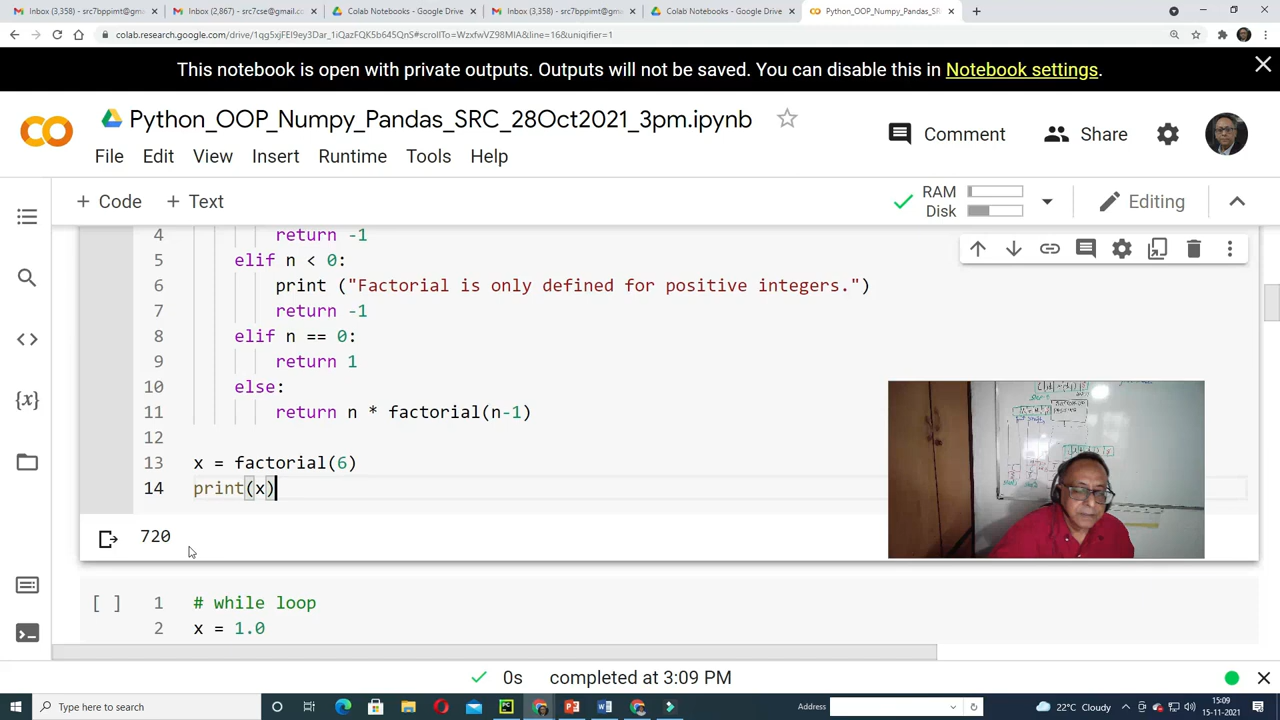 Inbox (3,358) - src7bppimt@gm
Inbox (2,867) - src7cse@gmail.c
Colab Notebooks - Google Drive
Inbox (3,358) - src7bppimt@gm
Colab Notebooks - Google Drive
Python_OOP_Numpy_Pandas_SR
colab.research.google.com/drive/1qg5xjFEI9ey3Dar_1iQazFQK5b645QnS#scrollTo=WzxfwVZ98MIA&line=16&uniqifier=1
This notebook is open with private outputs. Outputs will not be saved. You can disable this in Notebook settings.
Python_OOP_Numpy_Pandas_SRC_28Oct2021_3pm.ipynb
Comment
Share
File Edit View Insert Runtime Tools Help
+ Code + Text
RAM
Disk
Editing
4 return -1
5 elif n < 0:
6 print ("Factorial is only defined for positive integers.")
7 return -1
8 elif n == 0:
9 return 1
10 else:
11 return n * factorial(n-1)
12
13 x = factorial(6)
14 print(x)
720
[ ] 1 # while loop
2 x = 1.0
0s completed at 3:09 PM
Type here to search
Address
22°C Cloudy
15:09
15-11-2021